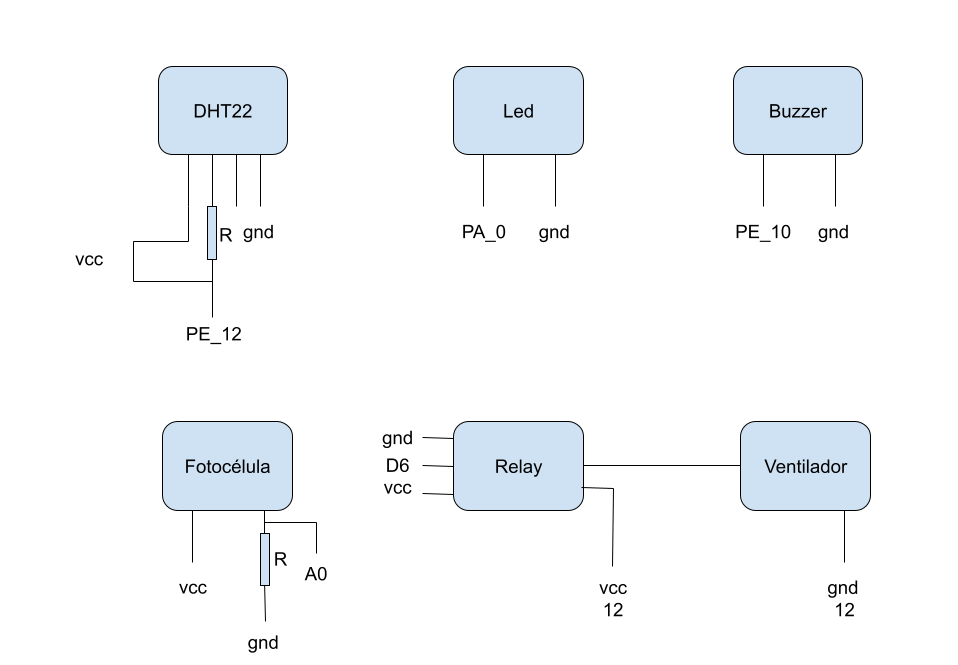 DHT22
Led
Buzzer
R
gnd
PA_0
gnd
PE_10
gnd
vcc
PE_12
Fotocélula
gnd
D6
vcc
Relay
Ventilador
R
A0
vcc
gnd
vcc
12
gnd
12